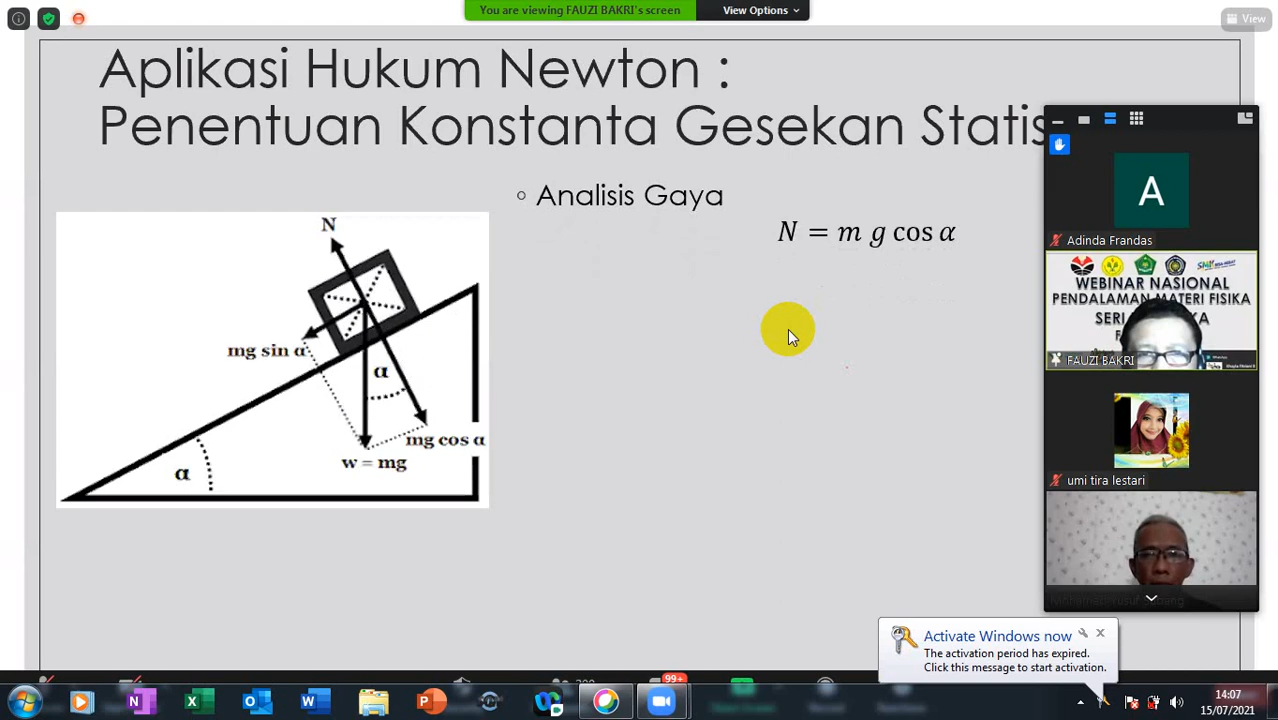 You are viewing FAUZI BAKRI's screen
View Options
View
Aplikasi Hukum Newton :
Penentuan Konstanta Gesekan Statis
Analisis Gaya
N = m g cos α
N
mg sin α
α
mg cos α
w = mg
α
A
Adinda Frandas
WEBINAR NASIONAL
PENDALAMAN MATERI FISIKA
FAUZI BAKRI
umi tira lestari
Activate Windows now
The activation period has expired.
Click this message to start activation.
99+
14:07
15/07/2021